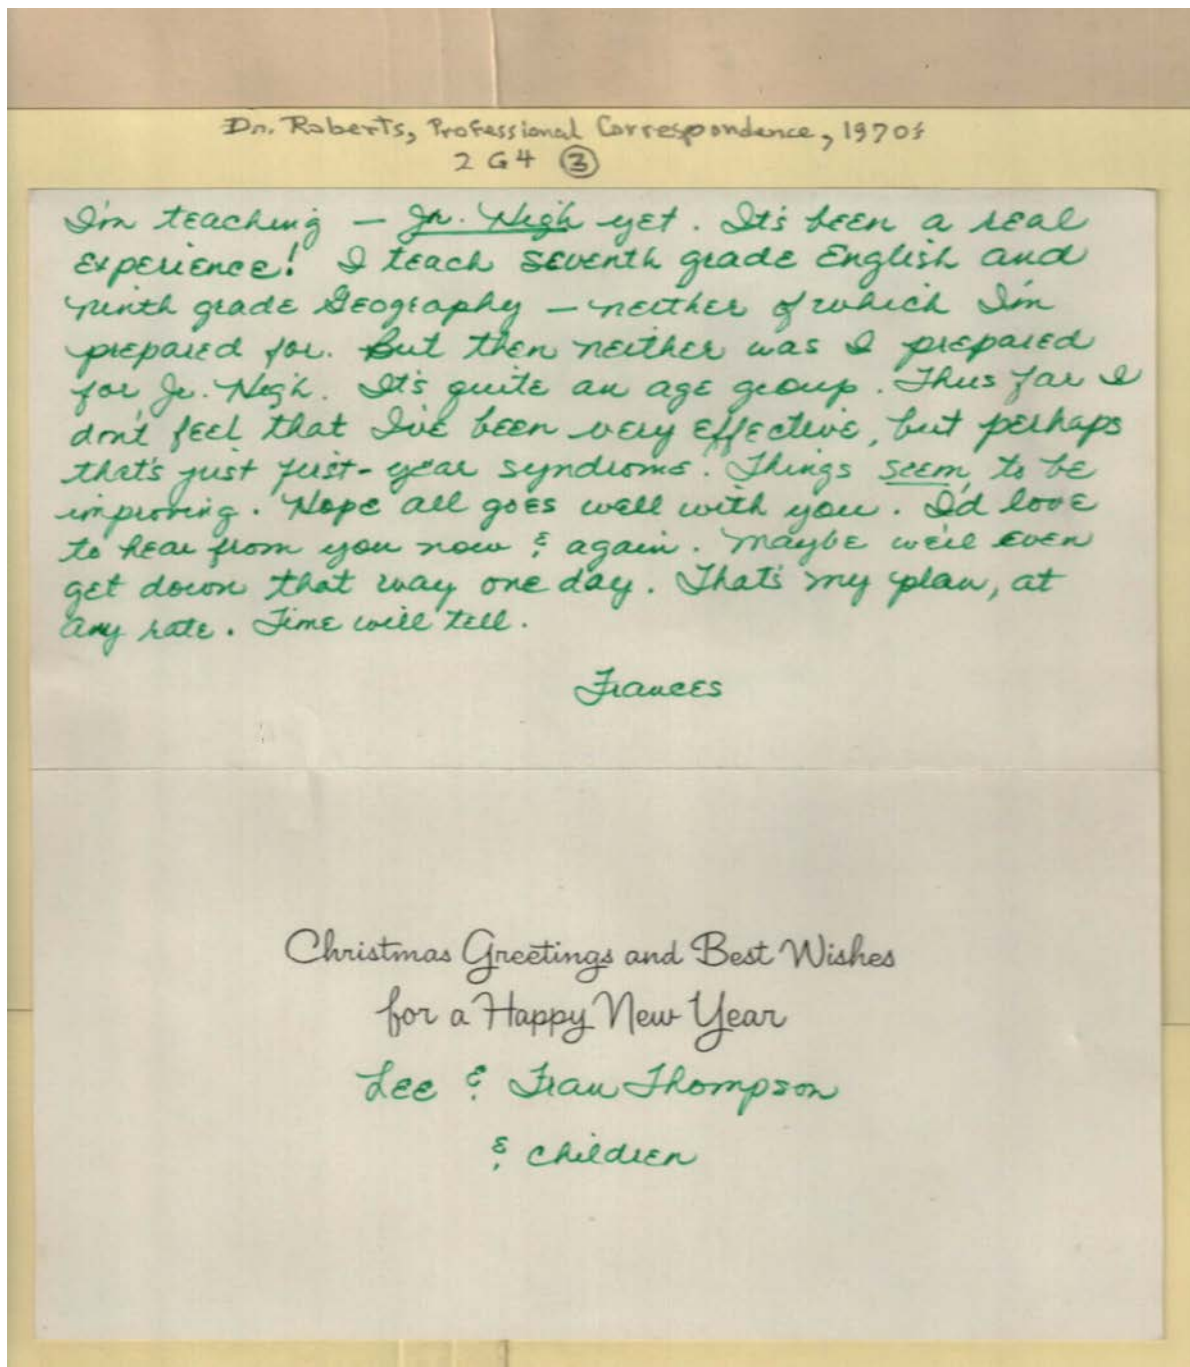 Dr. Roberts, Professional Correspondence, 1970's
2 G4 3
I'm teaching – Jr. High yet. It's been a real
experience! I teach seventh grade English and
ninth grade Geography – neither of which I'm
prepared for. But then neither was I prepared
for Jr. High. It's quite an age group. Thus far I
don't feel that I've been very effective, but perhaps
that's just first-year syndrome. Things seem to be
improving. Hope all goes well with you. I'd love
to hear from you now & again. Maybe we'll even
get down that way one day. That's my plan, at
any rate. Time will tell.
Frances
Christmas Greetings and Best Wishes
for a Happy New Year
Lee & Fran Thompson
& children